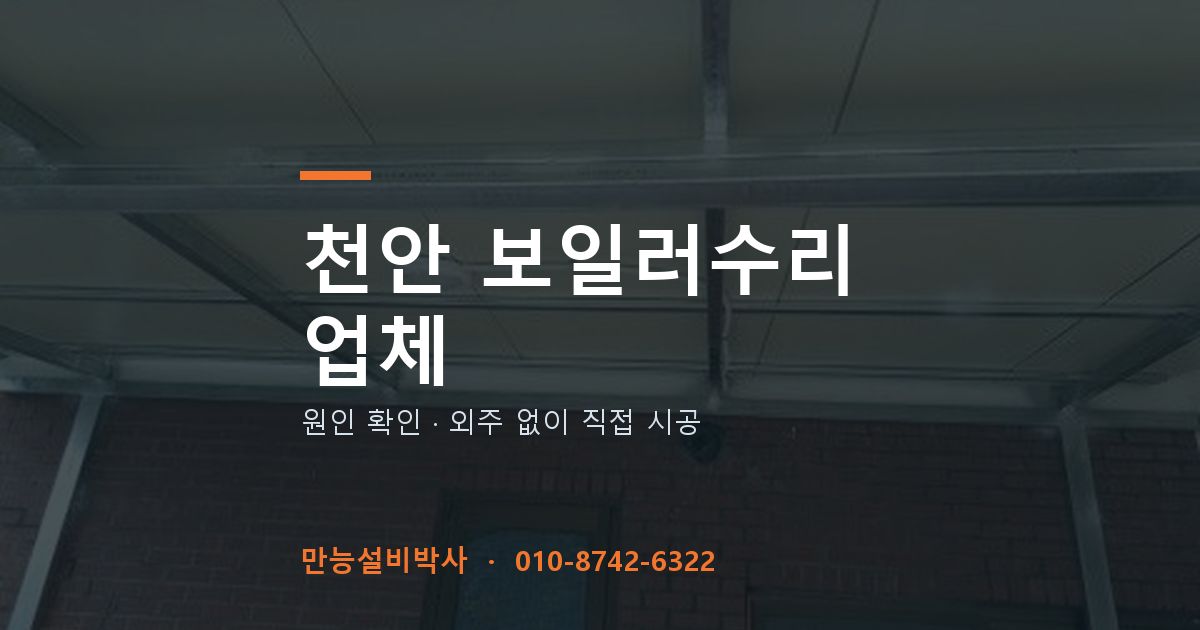 천안 보일러수리
업체
원인 확인 · 외주 없이 직접 시공
만능설비박사 · 010-8742-6322